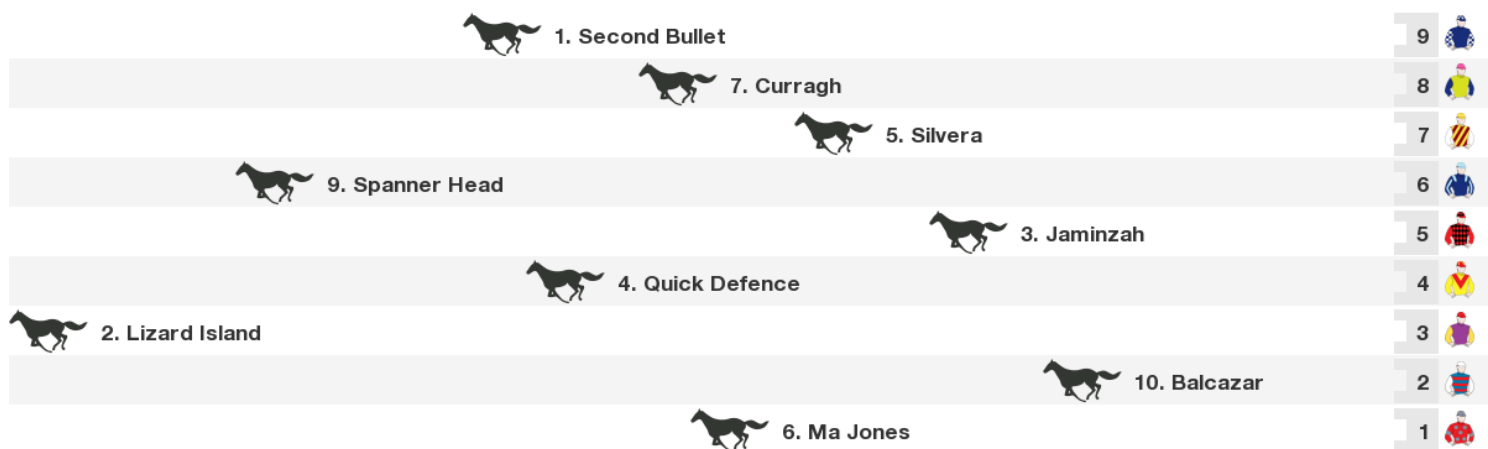 1. Second Bullet 9
7. Curragh 8
5. Silvera 7
9. Spanner Head 6
3. Jaminzah 5
4. Quick Defence 4
2. Lizard Island 3
10. Balcazar 2
6. Ma Jones 1